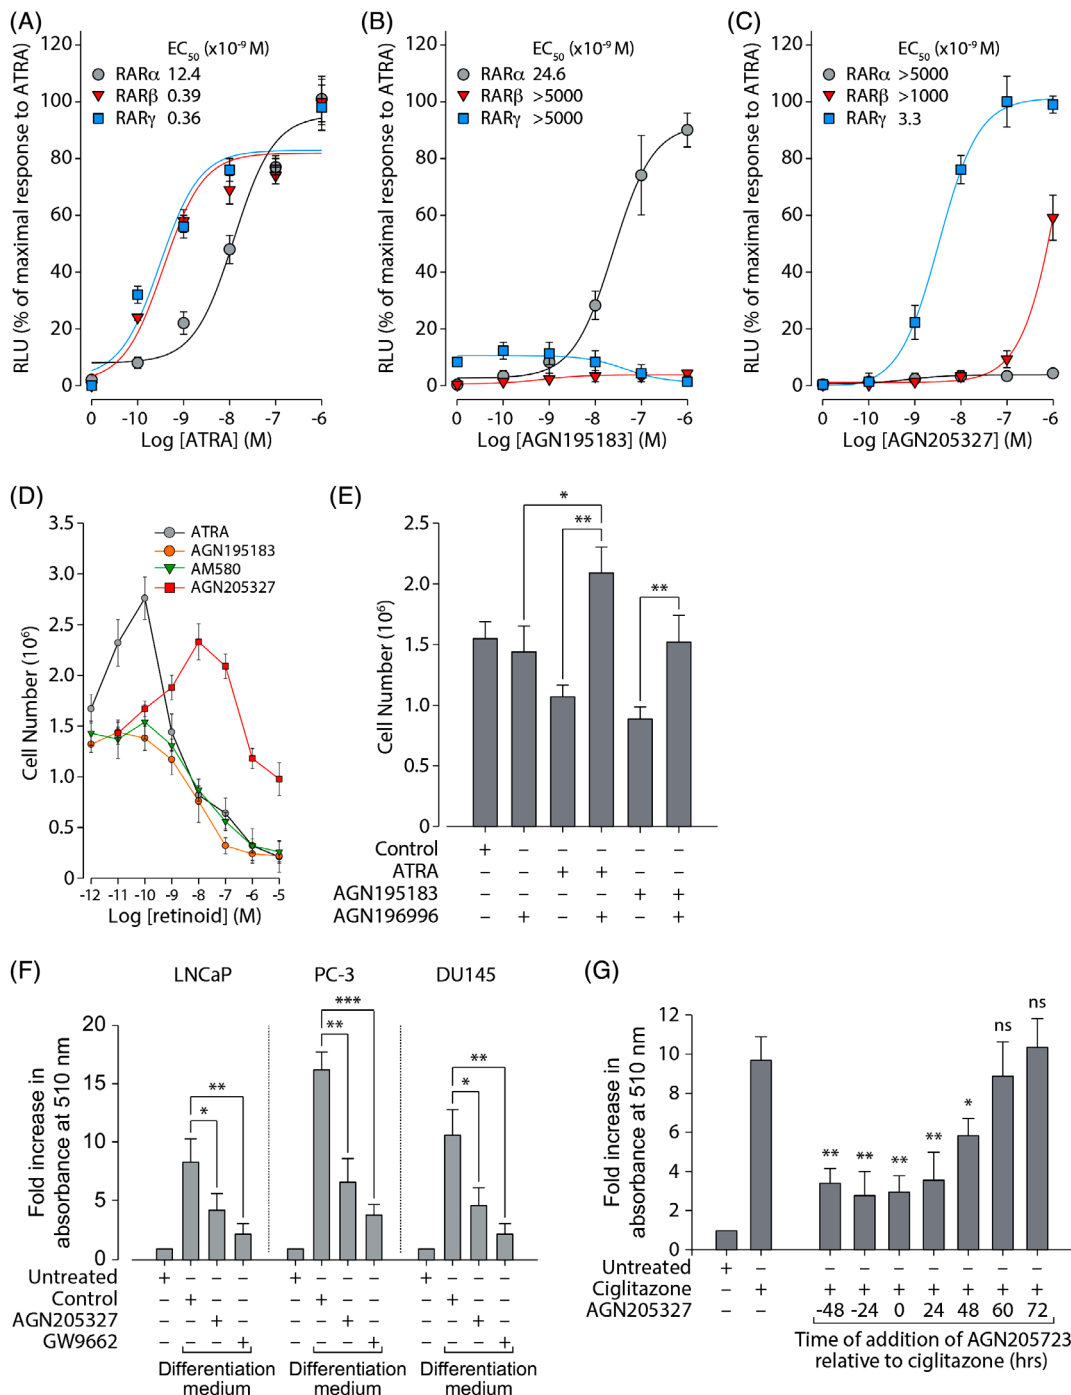 (A)
EC50 (x10-9 M)
RARα 12.4
RARβ 0.39
RARγ 0.36
RLU (% of maximal response to ATRA)
120
100
80
60
40
20
0
0 -10 -9 -8 -7 -6
Log [ATRA] (M)
(B)
EC50 (x10-9 M)
RARα 24.6
RARβ >5000
RARγ >5000
RLU (% of maximal response to ATRA)
120
100
80
60
40
20
0
0 -10 -9 -8 -7 -6
Log [AGN195183] (M)
(C)
EC50 (x10-9 M)
RARα >5000
RARβ >1000
RARγ 3.3
RLU (% of maximal response to ATRA)
120
100
80
60
40
20
0
0 -10 -9 -8 -7 -6
Log [AGN205327] (M)
(D)
ATRA
AGN195183
AM580
AGN205327
Cell Number (106)
3.5
3.0
2.5
2.0
1.5
1.0
0.5
0
-12 -11 -10 -9 -8 -7 -6 -5
Log [retinoid] (M)
(E)
Cell Number (106)
2.5
2.0
1.5
1.0
0.5
0
*
**
**
Control + – – – – –
ATRA – – + + – –
AGN195183 – – – – + +
AGN196996 – + – + – +
(F)
LNCaP PC-3 DU145
Fold increase in
absorbance at 510 nm
20
15
10
5
0
** *
*** **
** *
Untreated + – – – + – – – + – – –
Control – + – – – + – – – + – –
AGN205327 – – + – – – + – – – + –
GW9662 – – – + – – – + – – – +
Differentiation Differentiation Differentiation
medium medium medium
(G)
Fold increase in
absorbance at 510 nm
12
10
8
6
4
2
0
** ** ** ** * ns ns
Untreated + – – – – – – – –
Ciglitazone – + + + + + + + +
AGN205327 – – -48 -24 0 24 48 60 72
Time of addition of AGN205723
relative to ciglitazone (hrs)